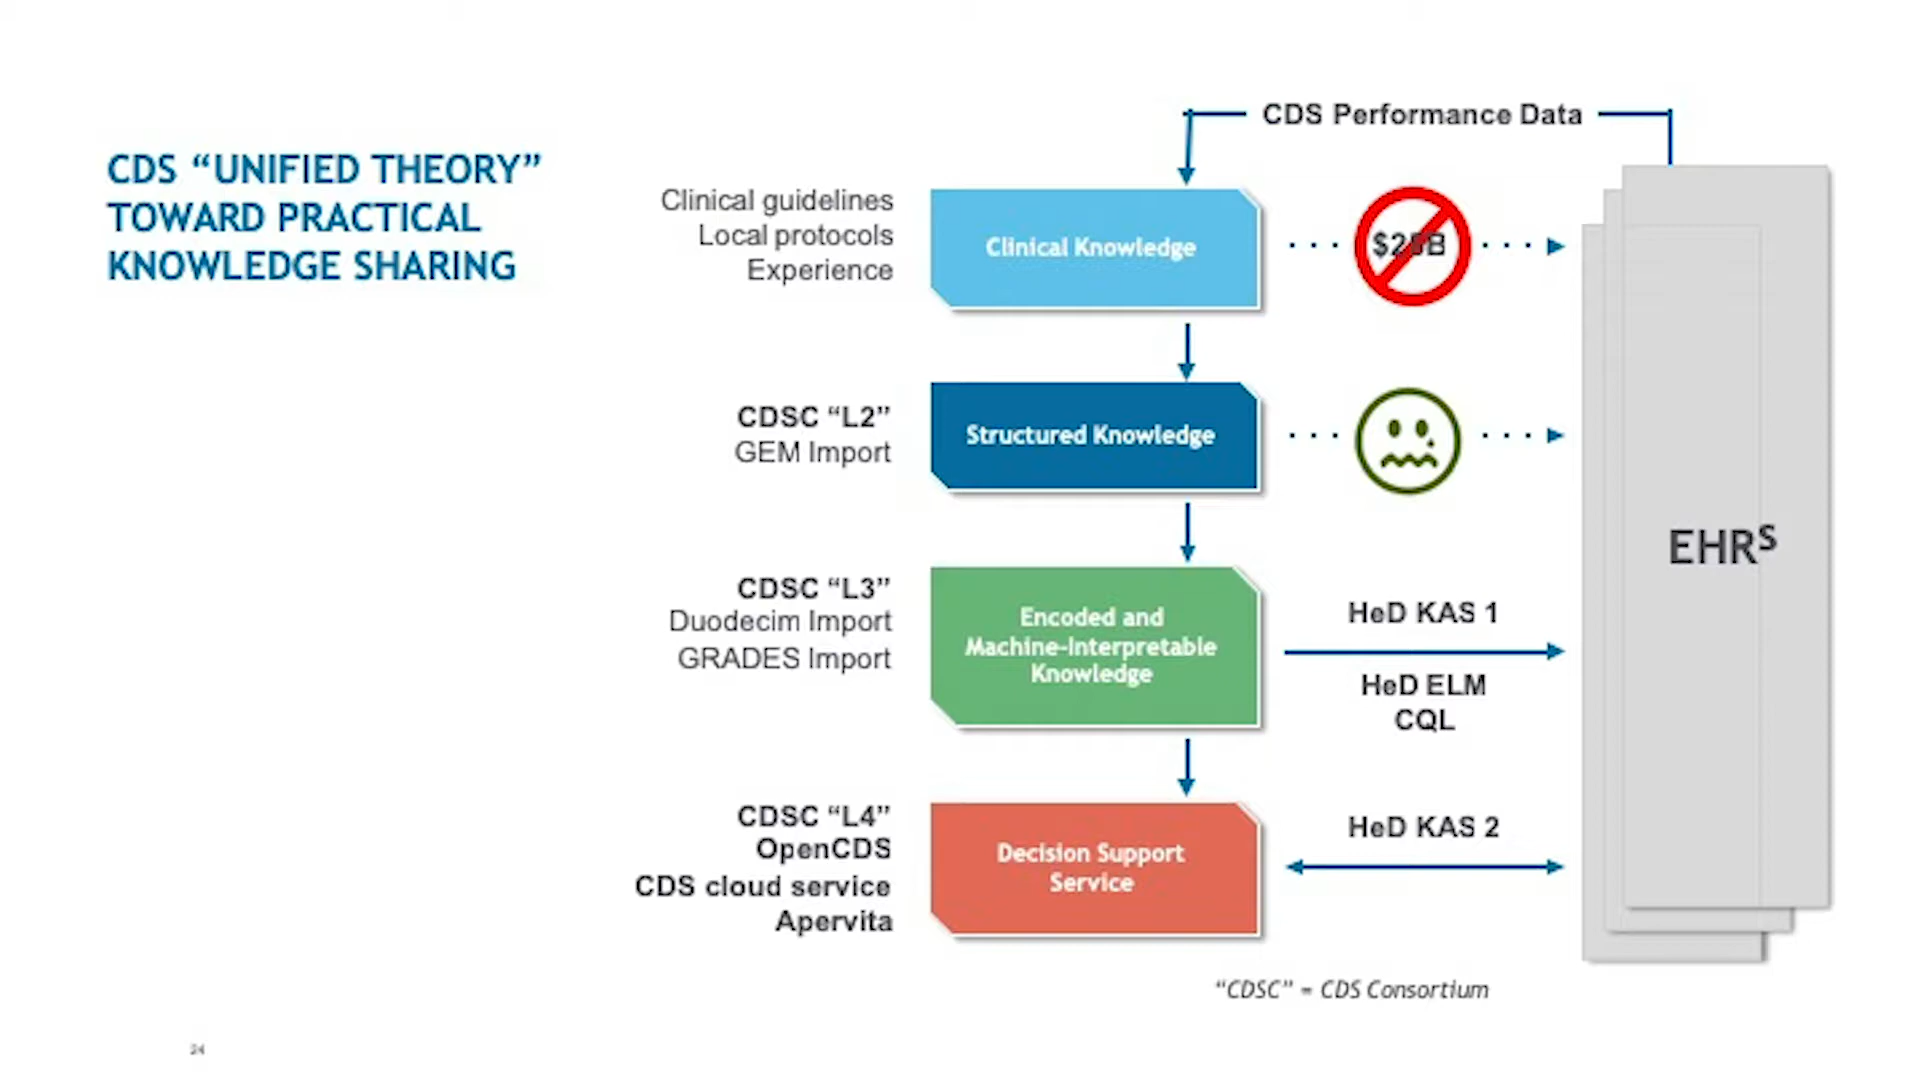 CDS “UNIFIED THEORY”
TOWARD PRACTICAL
KNOWLEDGE SHARING
CDS Performance Data
Clinical guidelines
Local protocols
Experience
Clinical Knowledge
CDSC “L2”
GEM Import
Structured Knowledge
CDSC “L3”
Duodecim Import
GRADES Import
Encoded and
Machine-Interpretable
Knowledge
HeD KAS 1
HeD ELM
CQL
CDSC “L4”
OpenCDS
CDS cloud service
Apervita
Decision Support
Service
HeD KAS 2
EHRS
“CDSC” = CDS Consortium
24